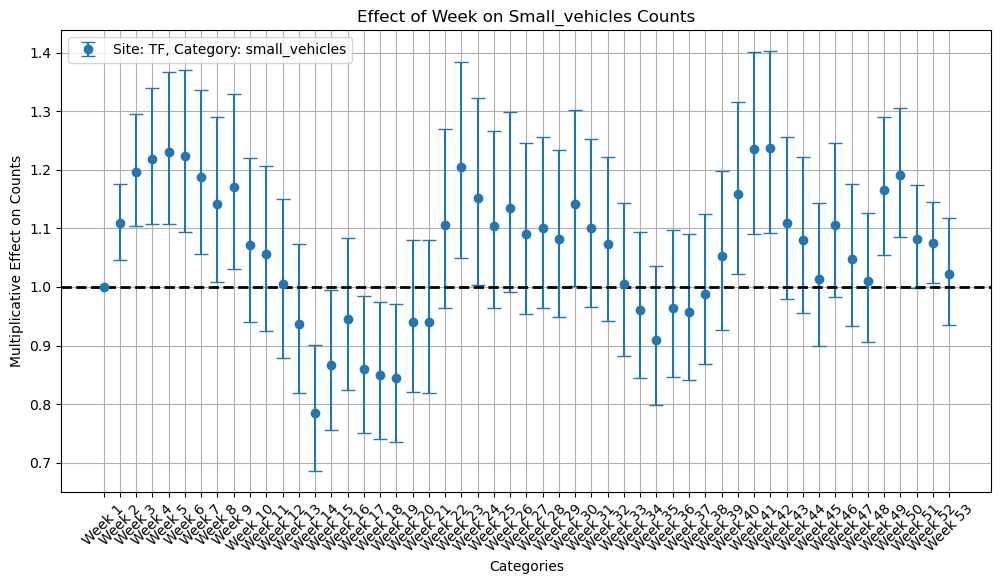 Effect of Week on Small_vehicles Counts
Site: TF, Category: small_vehicles
Multiplicative Effect on Counts
1.4
1.3
1.2
1.1
1.0
0.9
0.8
0.7
Week 1
Week 2
Week 3
Week 4
Week 5
Week 6
Week 7
Week 8
Week 9
Week 10
Week 11
Week 12
Week 13
Week 14
Week 15
Week 16
Week 17
Week 18
Week 19
Week 20
Week 21
Week 22
Week 23
Week 24
Week 25
Week 26
Week 27
Week 28
Week 29
Week 30
Week 31
Week 32
Week 33
Week 34
Week 35
Week 36
Week 37
Week 38
Week 39
Week 40
Week 41
Week 42
Week 43
Week 44
Week 45
Week 46
Week 47
Week 48
Week 49
Week 50
Week 51
Week 52
Week 53
Categories